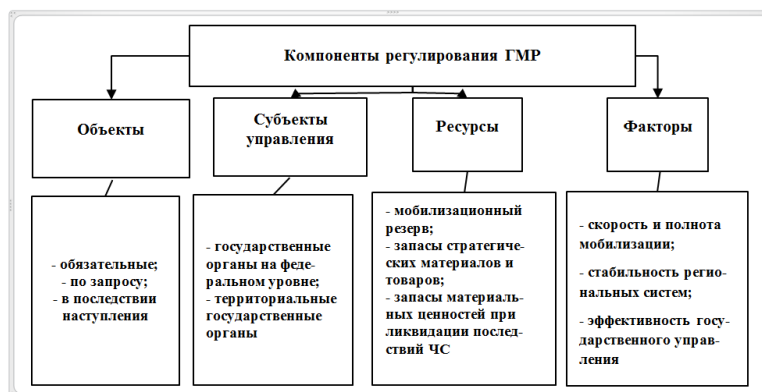 Компоненты регулирования ГМР
Объекты
Субъекты
управления
Ресурсы
Факторы
- обязательные;
- по запросу;
- в последствии
наступления
- государственные
органы на феде-
ральном уровне;
- территориальные
государственные
органы
- мобилизационный
резерв;
- запасы стратегиче-
ских материалов и
товаров;
- запасы материаль-
ных ценностей при
ликвидации послед-
ствий ЧС
- скорость и полнота
мобилизации;
- стабильность регио-
нальных систем;
- эффективность госу-
дарственного управ-
ления